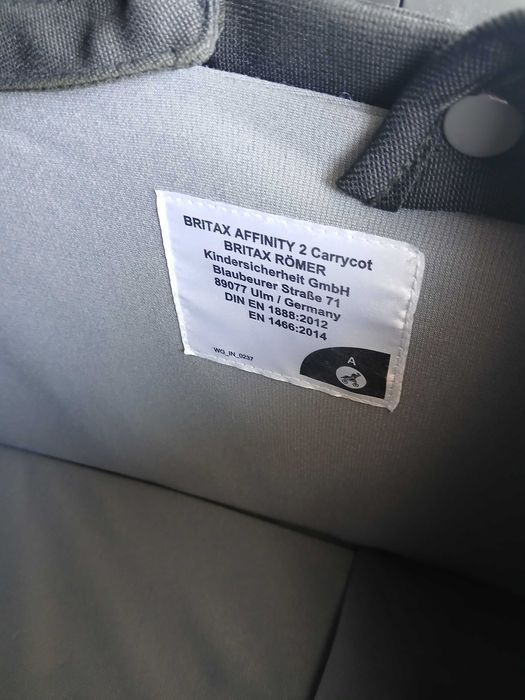 BRITAX AFFINITY 2 Carrycot
BRITAX RÖMER
Kindersicherheit GmbH
Blaubeurer Straße 71
89077 Ulm / Germany
DIN EN 1888:2012
EN 1466:2014
WG_IN_0237
A